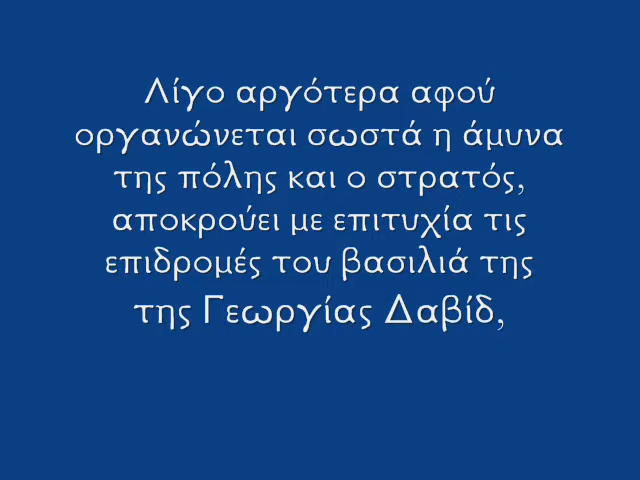 Λίγο αργότερα αφού
οργανώνεται σωστά η άμυνα
της πόλης και ο στρατός,
αποκρούει με επιτυχία τις
επιδρομές του βασιλιά της
της Γεωργίας Δαβίδ,